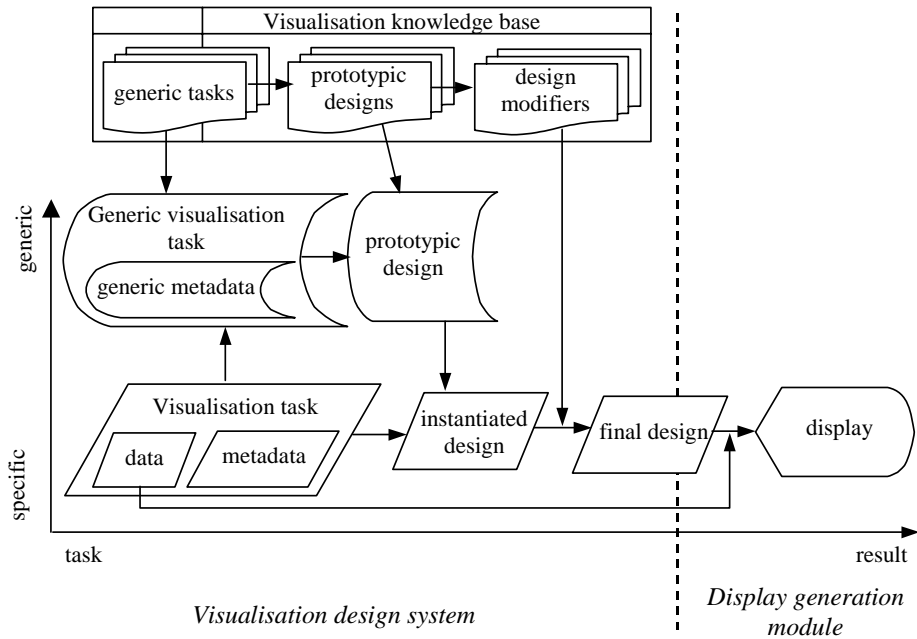 Visualisation knowledge base
generic tasks
prototypic
designs
design
modifiers
generic
Generic visualisation
task
generic metadata
prototypic
design
specific
Visualisation task
data
metadata
instantiated
design
final design
display
task
result
Visualisation design system
Display generation
module